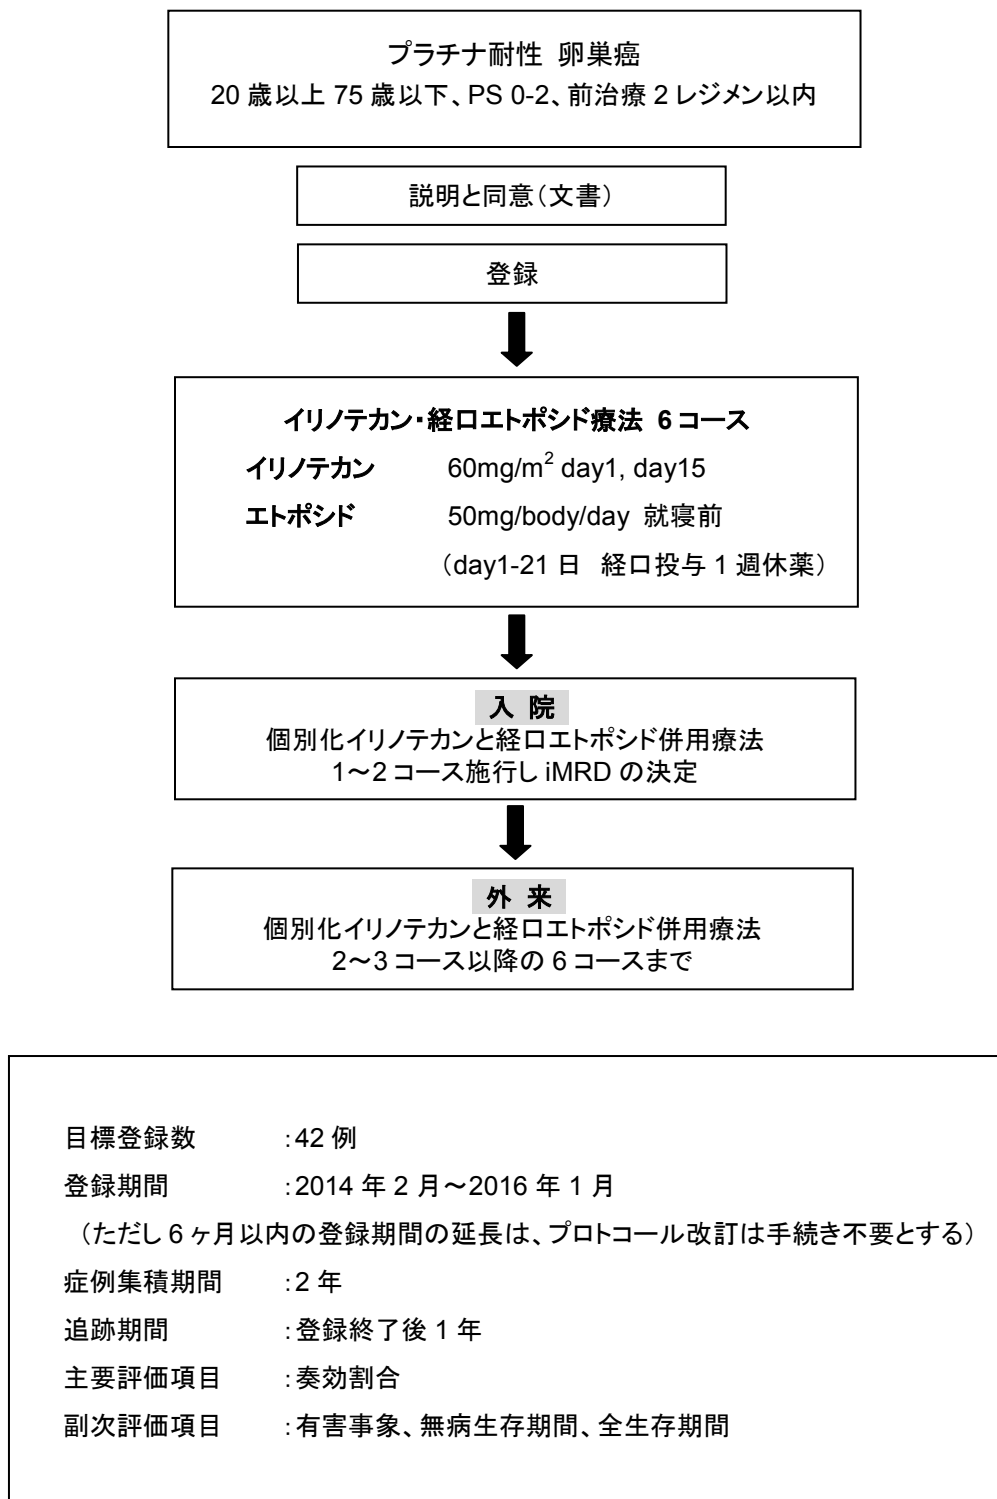 プラチナ耐性 卵巣癌
20 歳以上 75 歳以下、PS 0-2、前治療 2 レジメン以内
説明と同意（文書）
登録
イリノテカン・経口エトポシド療法 6 コース
イリノテカン 60mg/m² day1, day15
エトポシド 50mg/body/day 就寝前
（day1-21 日 経口投与 1 週休薬）
入 院
個別化イリノテカンと経口エトポシド併用療法
1～2 コース施行し iMRD の決定
外 来
個別化イリノテカンと経口エトポシド併用療法
2～3 コース以降の 6 コースまで
目標登録数 ：42 例
登録期間 ：2014 年 2 月～2016 年 1 月
（ただし 6 ヶ月以内の登録期間の延長は、プロトコール改訂は手続き不要とする）
症例集積期間 ：2 年
追跡期間 ：登録終了後 1 年
主要評価項目 ：奏効割合
副次評価項目 ：有害事象、無病生存期間、全生存期間